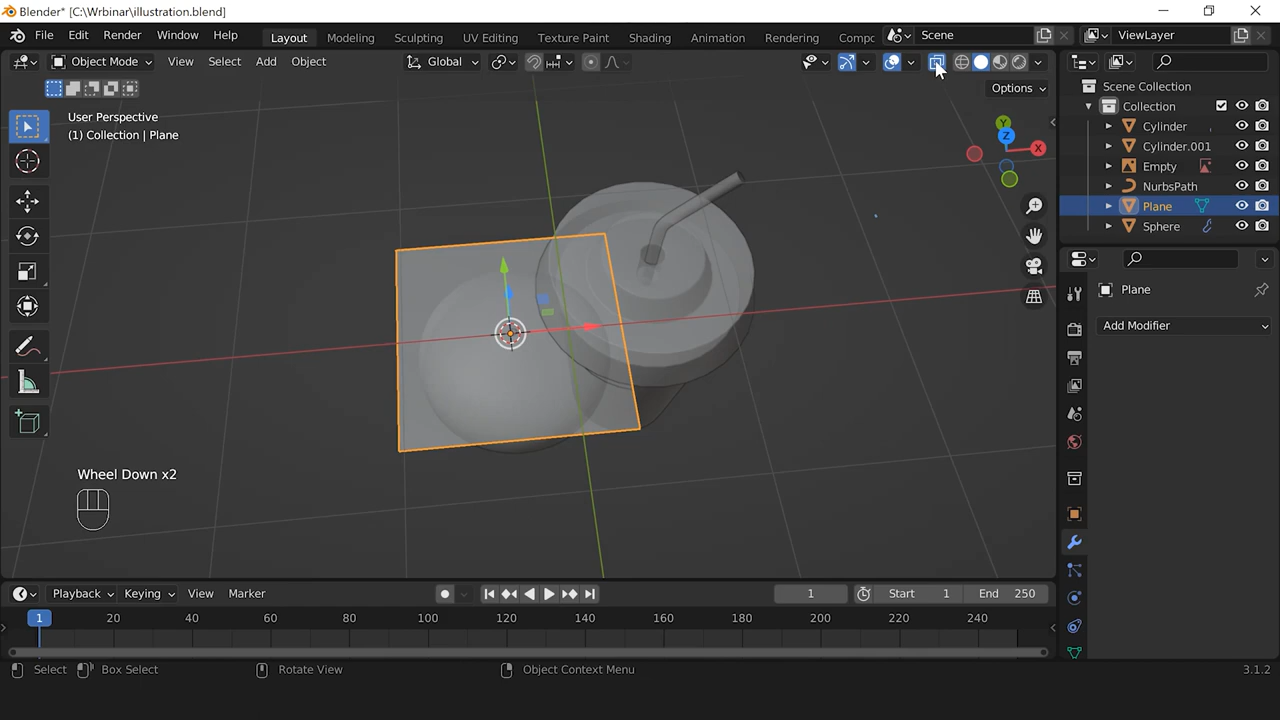 Blender* [C:\Wrbinar\illustration.blend]
File Edit Render Window Help Layout Modeling Sculpting UV Editing Texture Paint Shading Animation Rendering Compc Scene ViewLayer
Object Mode View Select Add Object Global
Options
User Perspective
(1) Collection | Plane
Y
Z
X
Scene Collection
Collection
Cylinder
Cylinder.001
Empty
NurbsPath
Plane
Sphere
Plane
Add Modifier
Wheel Down x2
Playback Keying View Marker 1 Start 1 End 250
1 20 40 60 80 100 120 140 160 180 200 220 240
Select Box Select Rotate View Object Context Menu 3.1.2